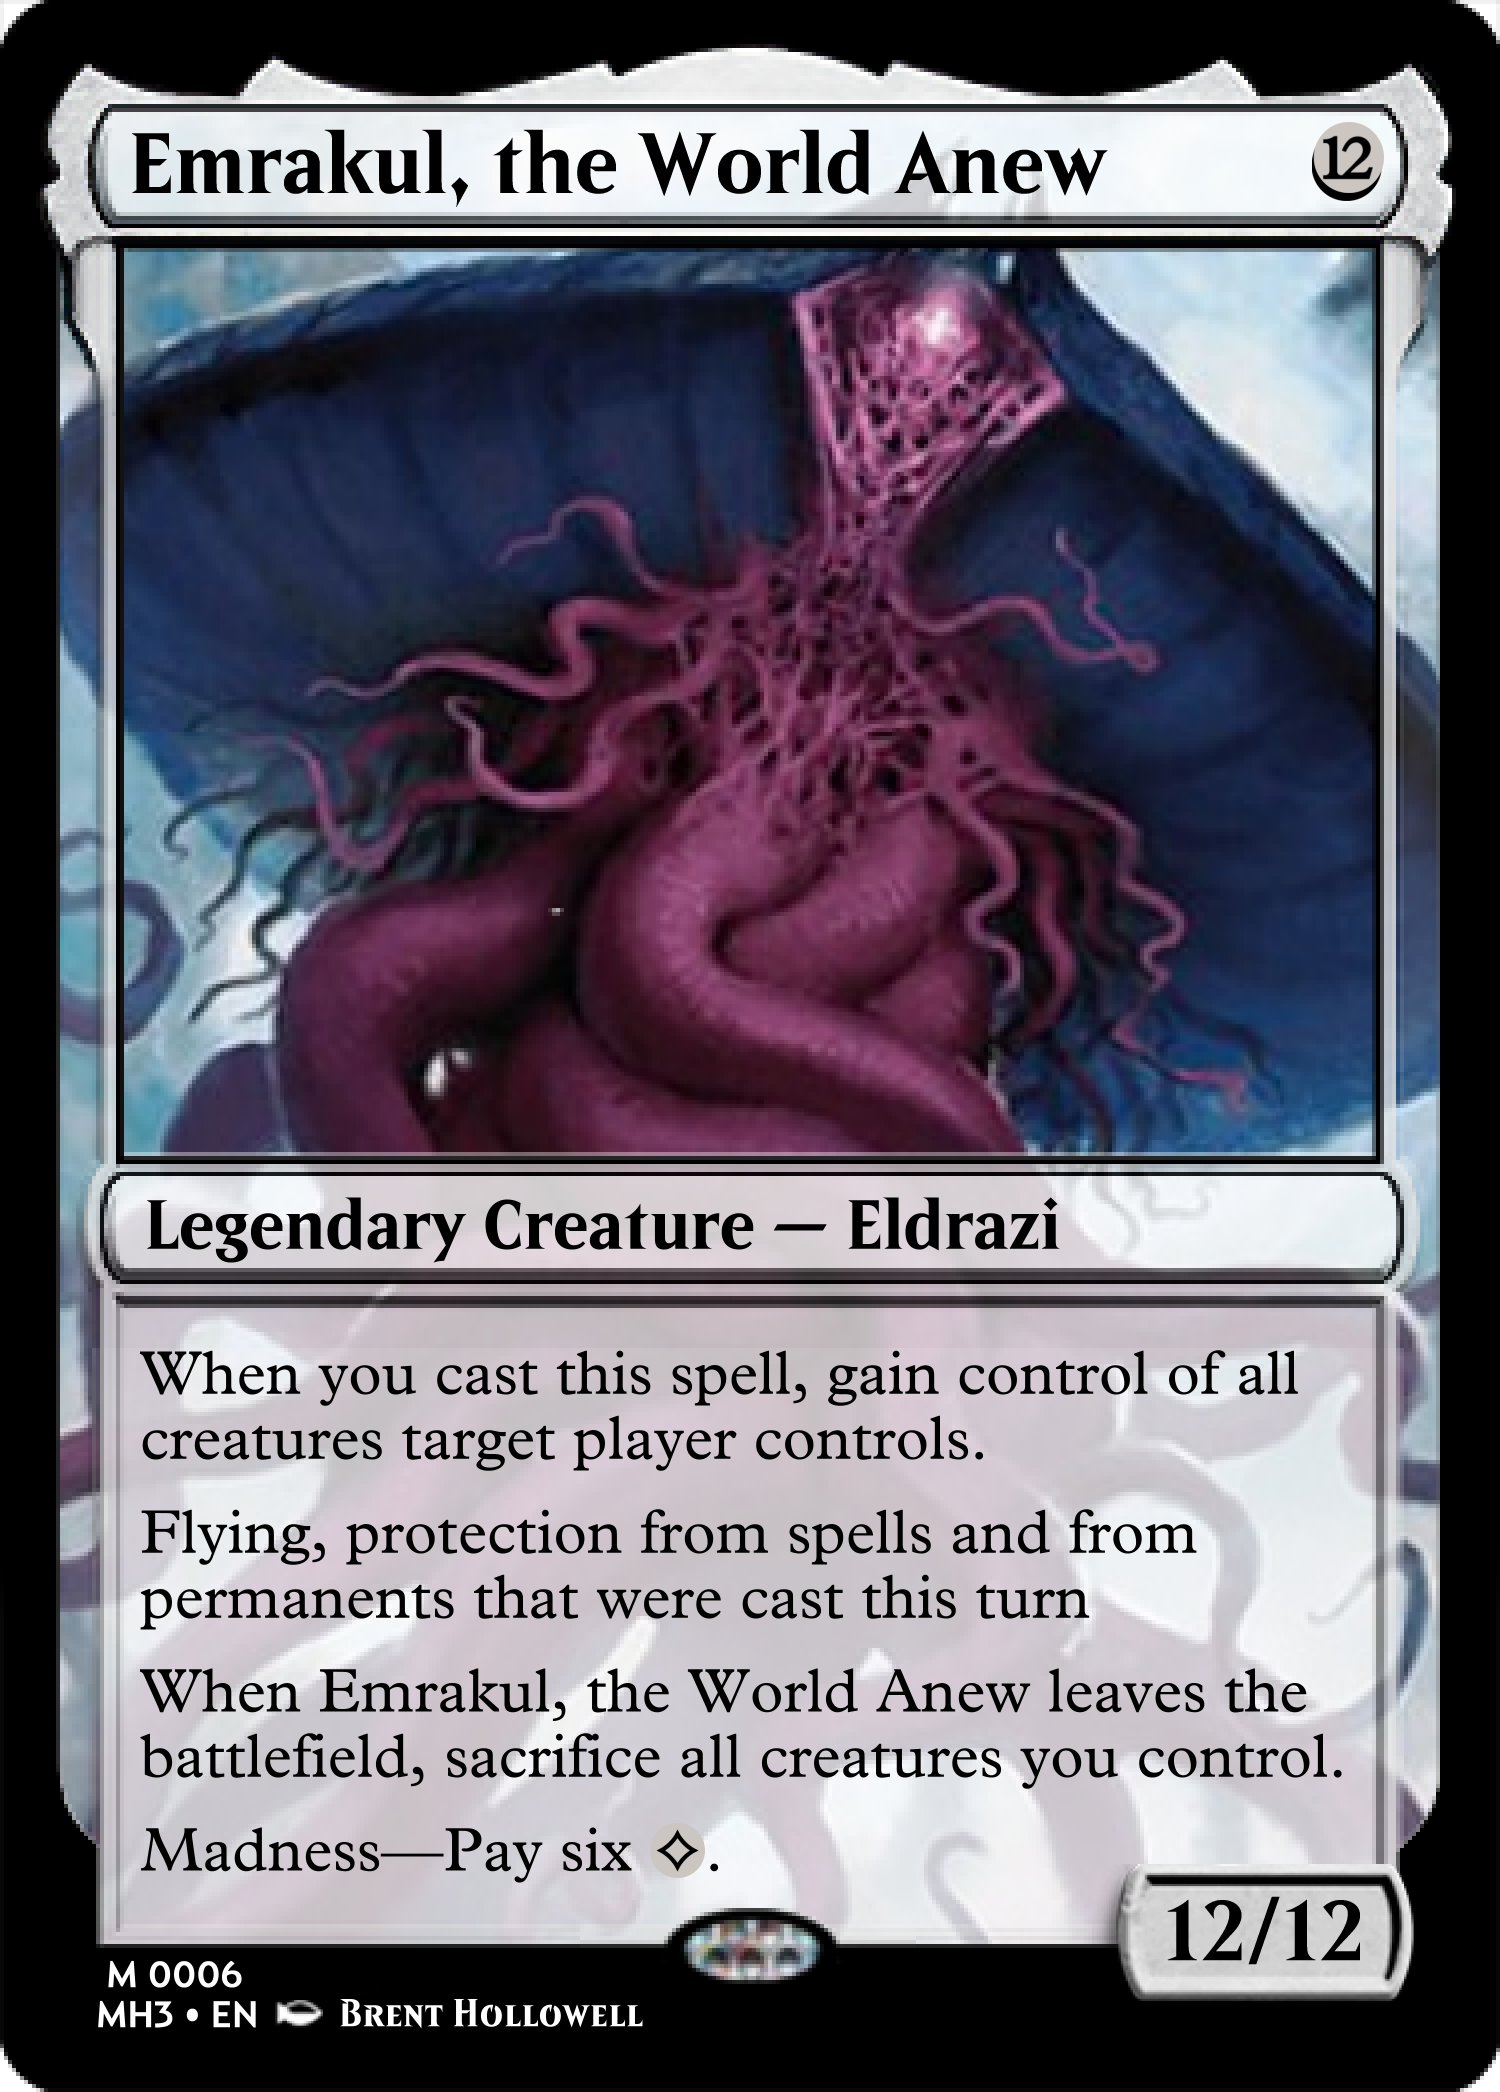 Emrakul, the World Anew 12
Legendary Creature — Eldrazi
When you cast this spell, gain control of all
creatures target player controls.
Flying, protection from spells and from
permanents that were cast this turn
When Emrakul, the World Anew leaves the
battlefield, sacrifice all creatures you control.
Madness—Pay six .
12/12
M 0006
MH3 • EN BRENT HOLLOWELL